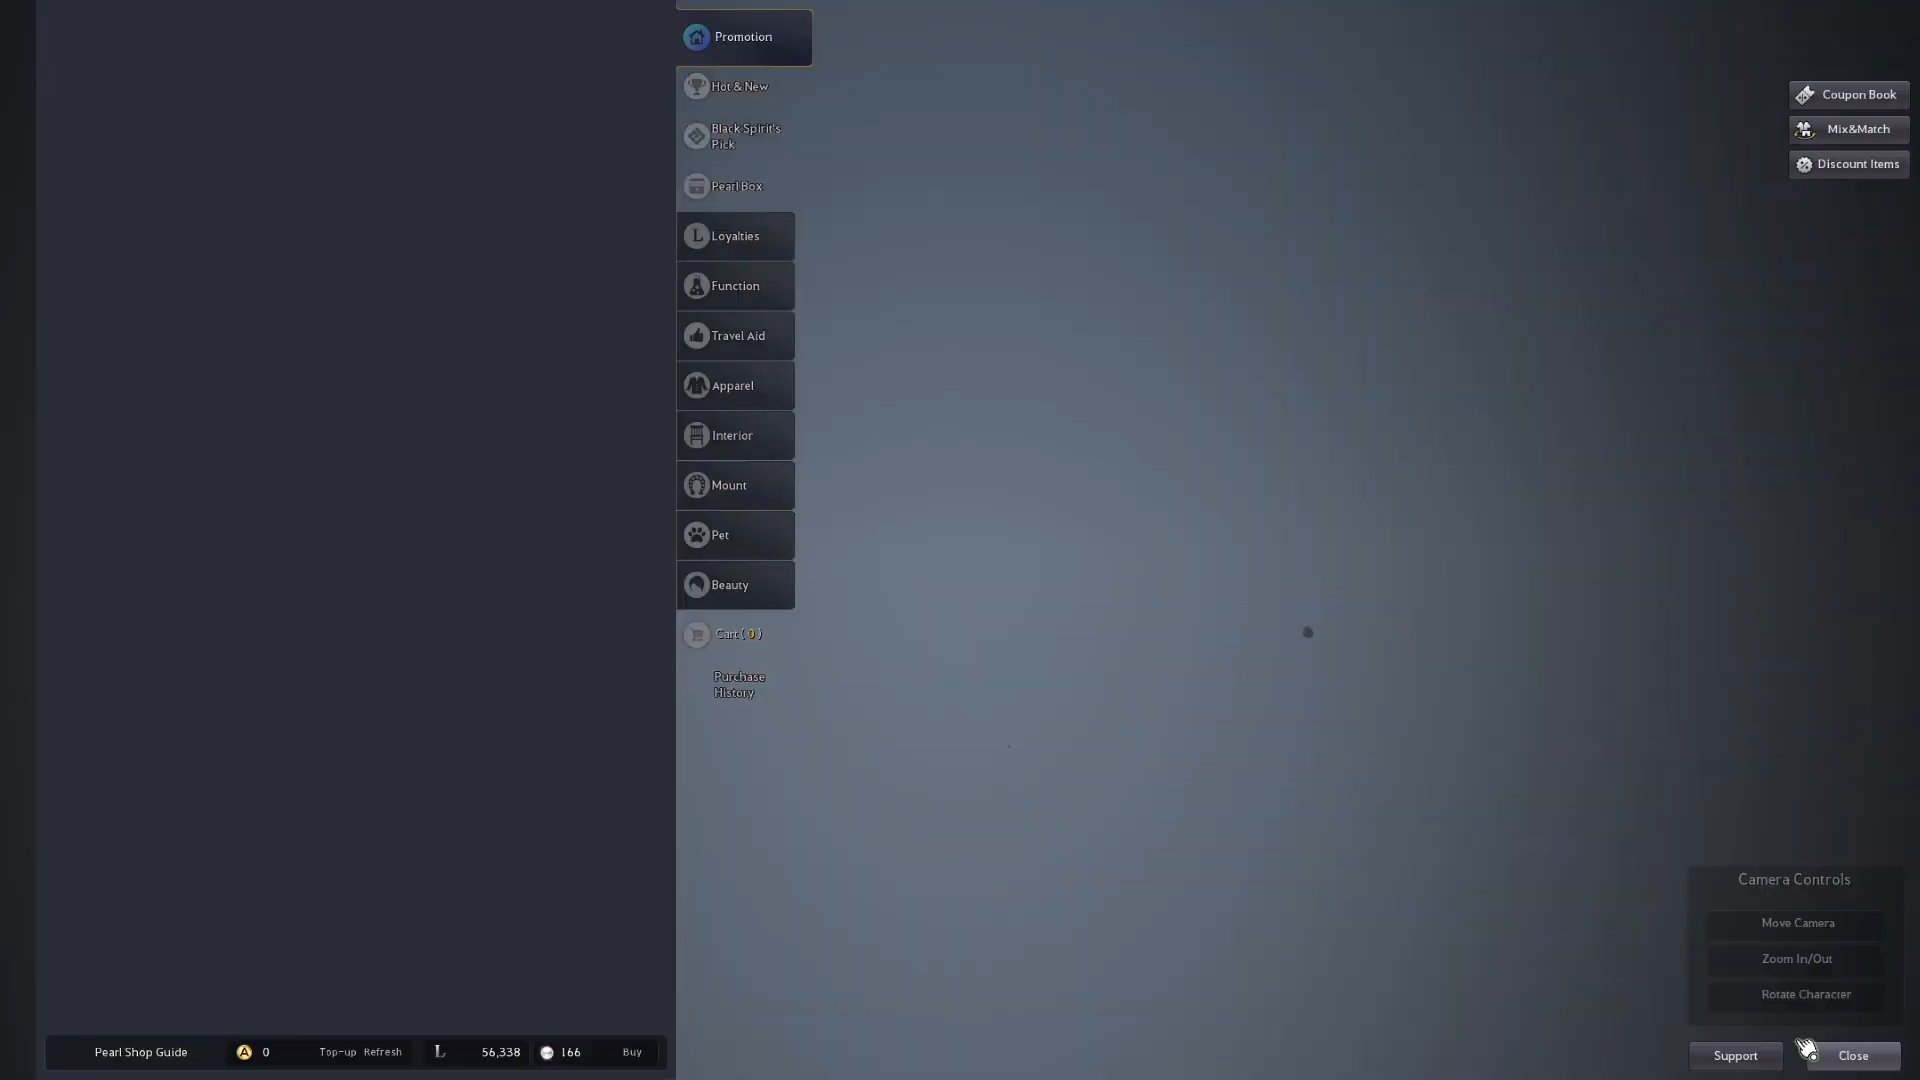 Promotion
Hot & New
Black Spirit's
Pick
Pearl Box
L Loyalties
Function
Travel Aid
Apparel
Interior
Mount
Pet
Beauty
Cart ( 0 )
Purchase
History
Coupon Book
Mix&Match
Discount Items
Camera Controls
Move Camera
Zoom In/Out
Rotate Character
Pearl Shop Guide A 0 Top-up Refresh L 56,338 166 Buy
Support Close